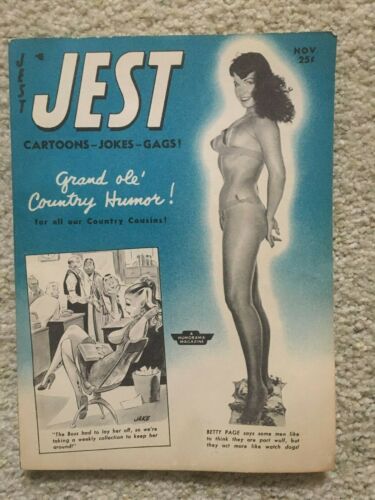 JEST
NOV.
25¢
JEST
CARTOONS-JOKES-GAGS!
Grand ole'
Country Humor!
for all our Country Cousins!
A
HUMORAMA
MAGAZINE
JAKE
"The Boss had to lay her off, so we're
taking a weekly collection to keep her
around!"
BETTY PAGE says some men like
to think they are part wolf, but
they act more like watch dogs!